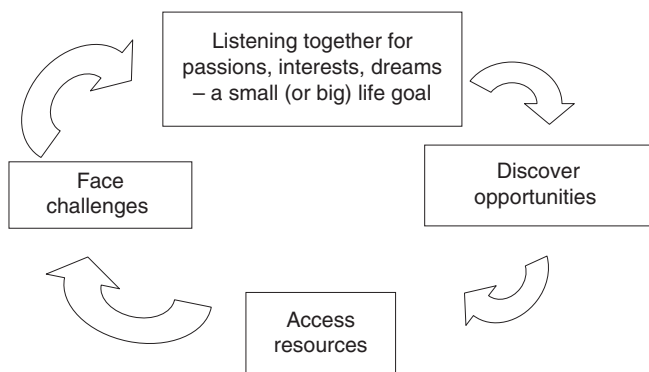 Listening together for
passions, interests, dreams
– a small (or big) life goal
Discover
opportunities
Access
resources
Face
challenges